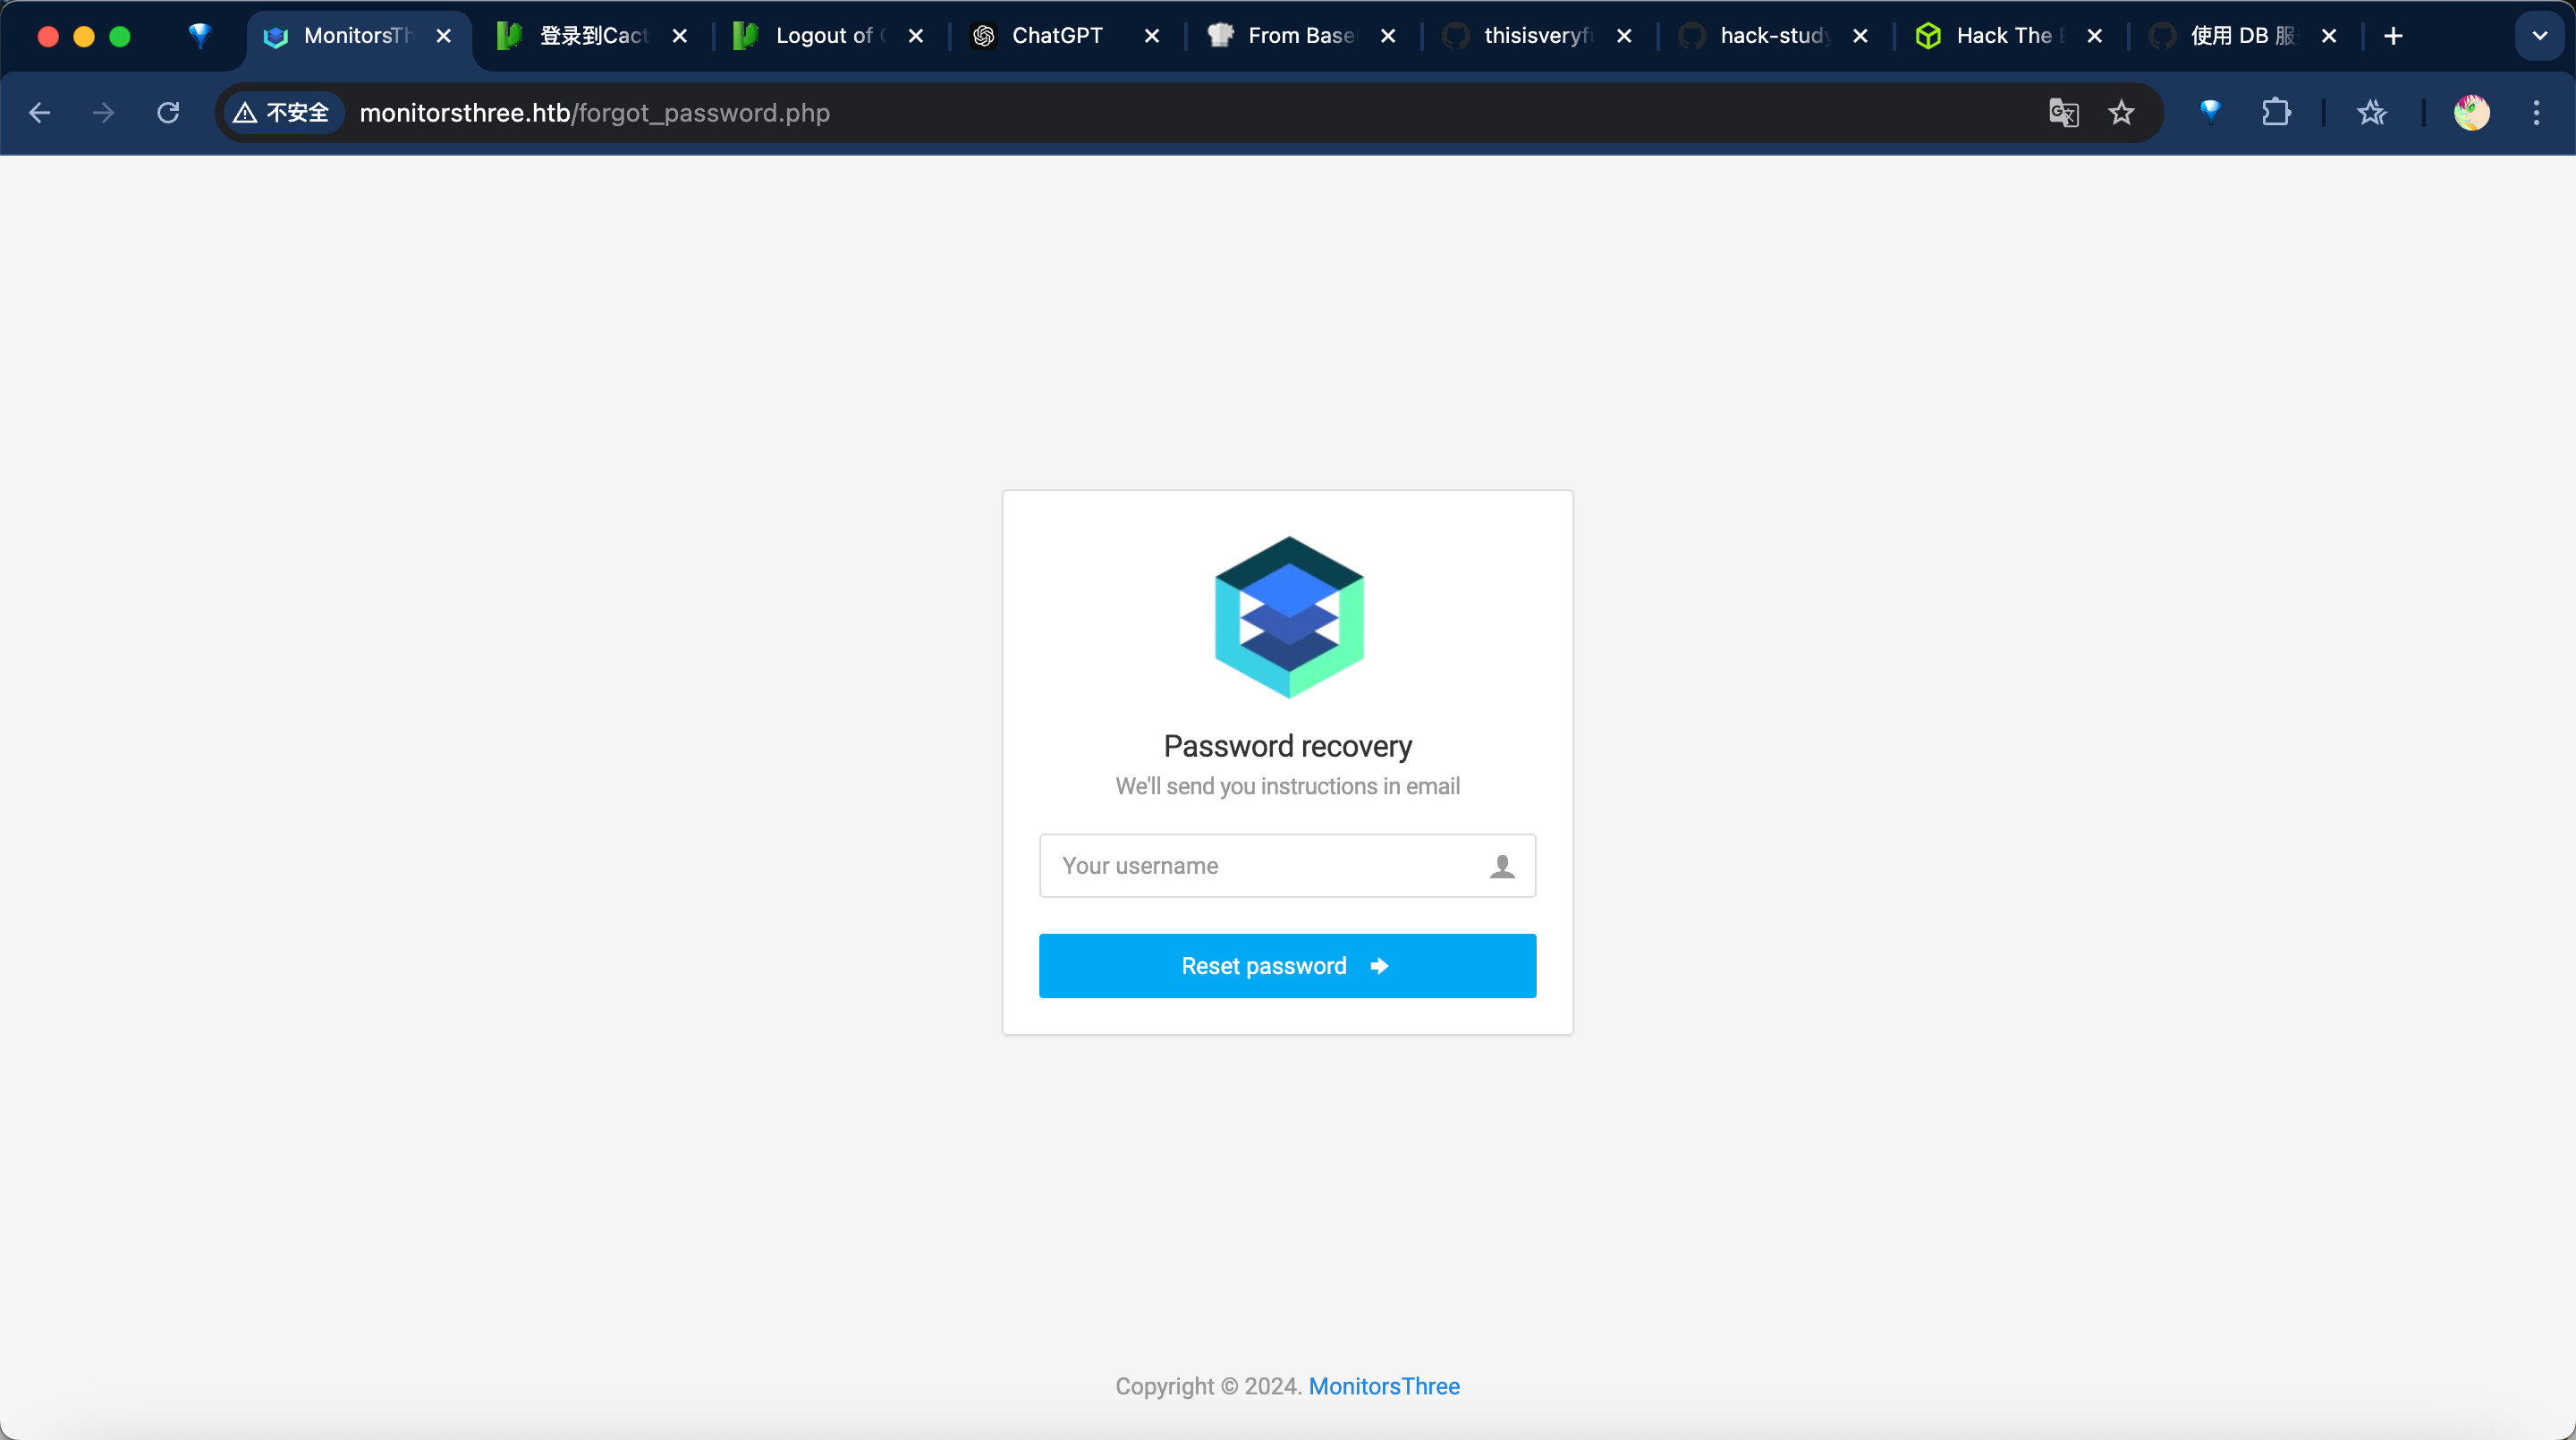 MonitorsTh
登录到Cact
Logout of
ChatGPT
From Base
thisisveryf
hack-study
Hack The
使用 DB 服
不安全
monitorsthree.htb/forgot_password.php
Password recovery
We'll send you instructions in email
Your username
Reset password
Copyright © 2024. MonitorsThree